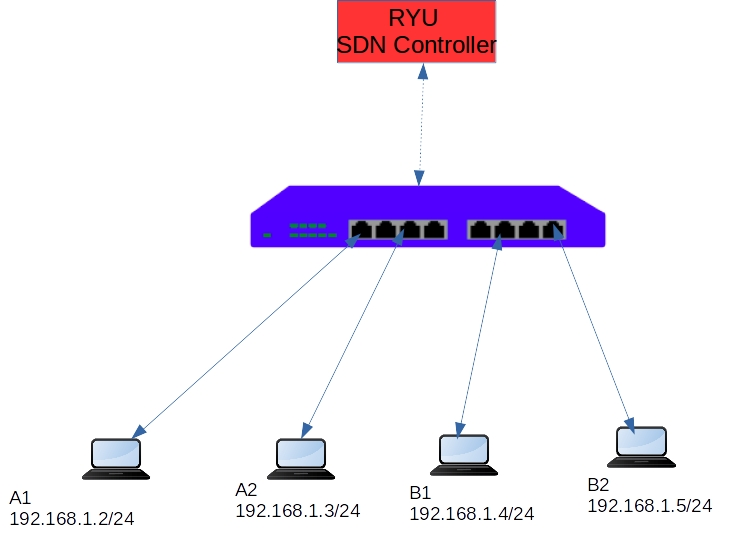 RYU
SDN Controller
A1
192.168.1.2/24
A2
192.168.1.3/24
B1
192.168.1.4/24
B2
192.168.1.5/24